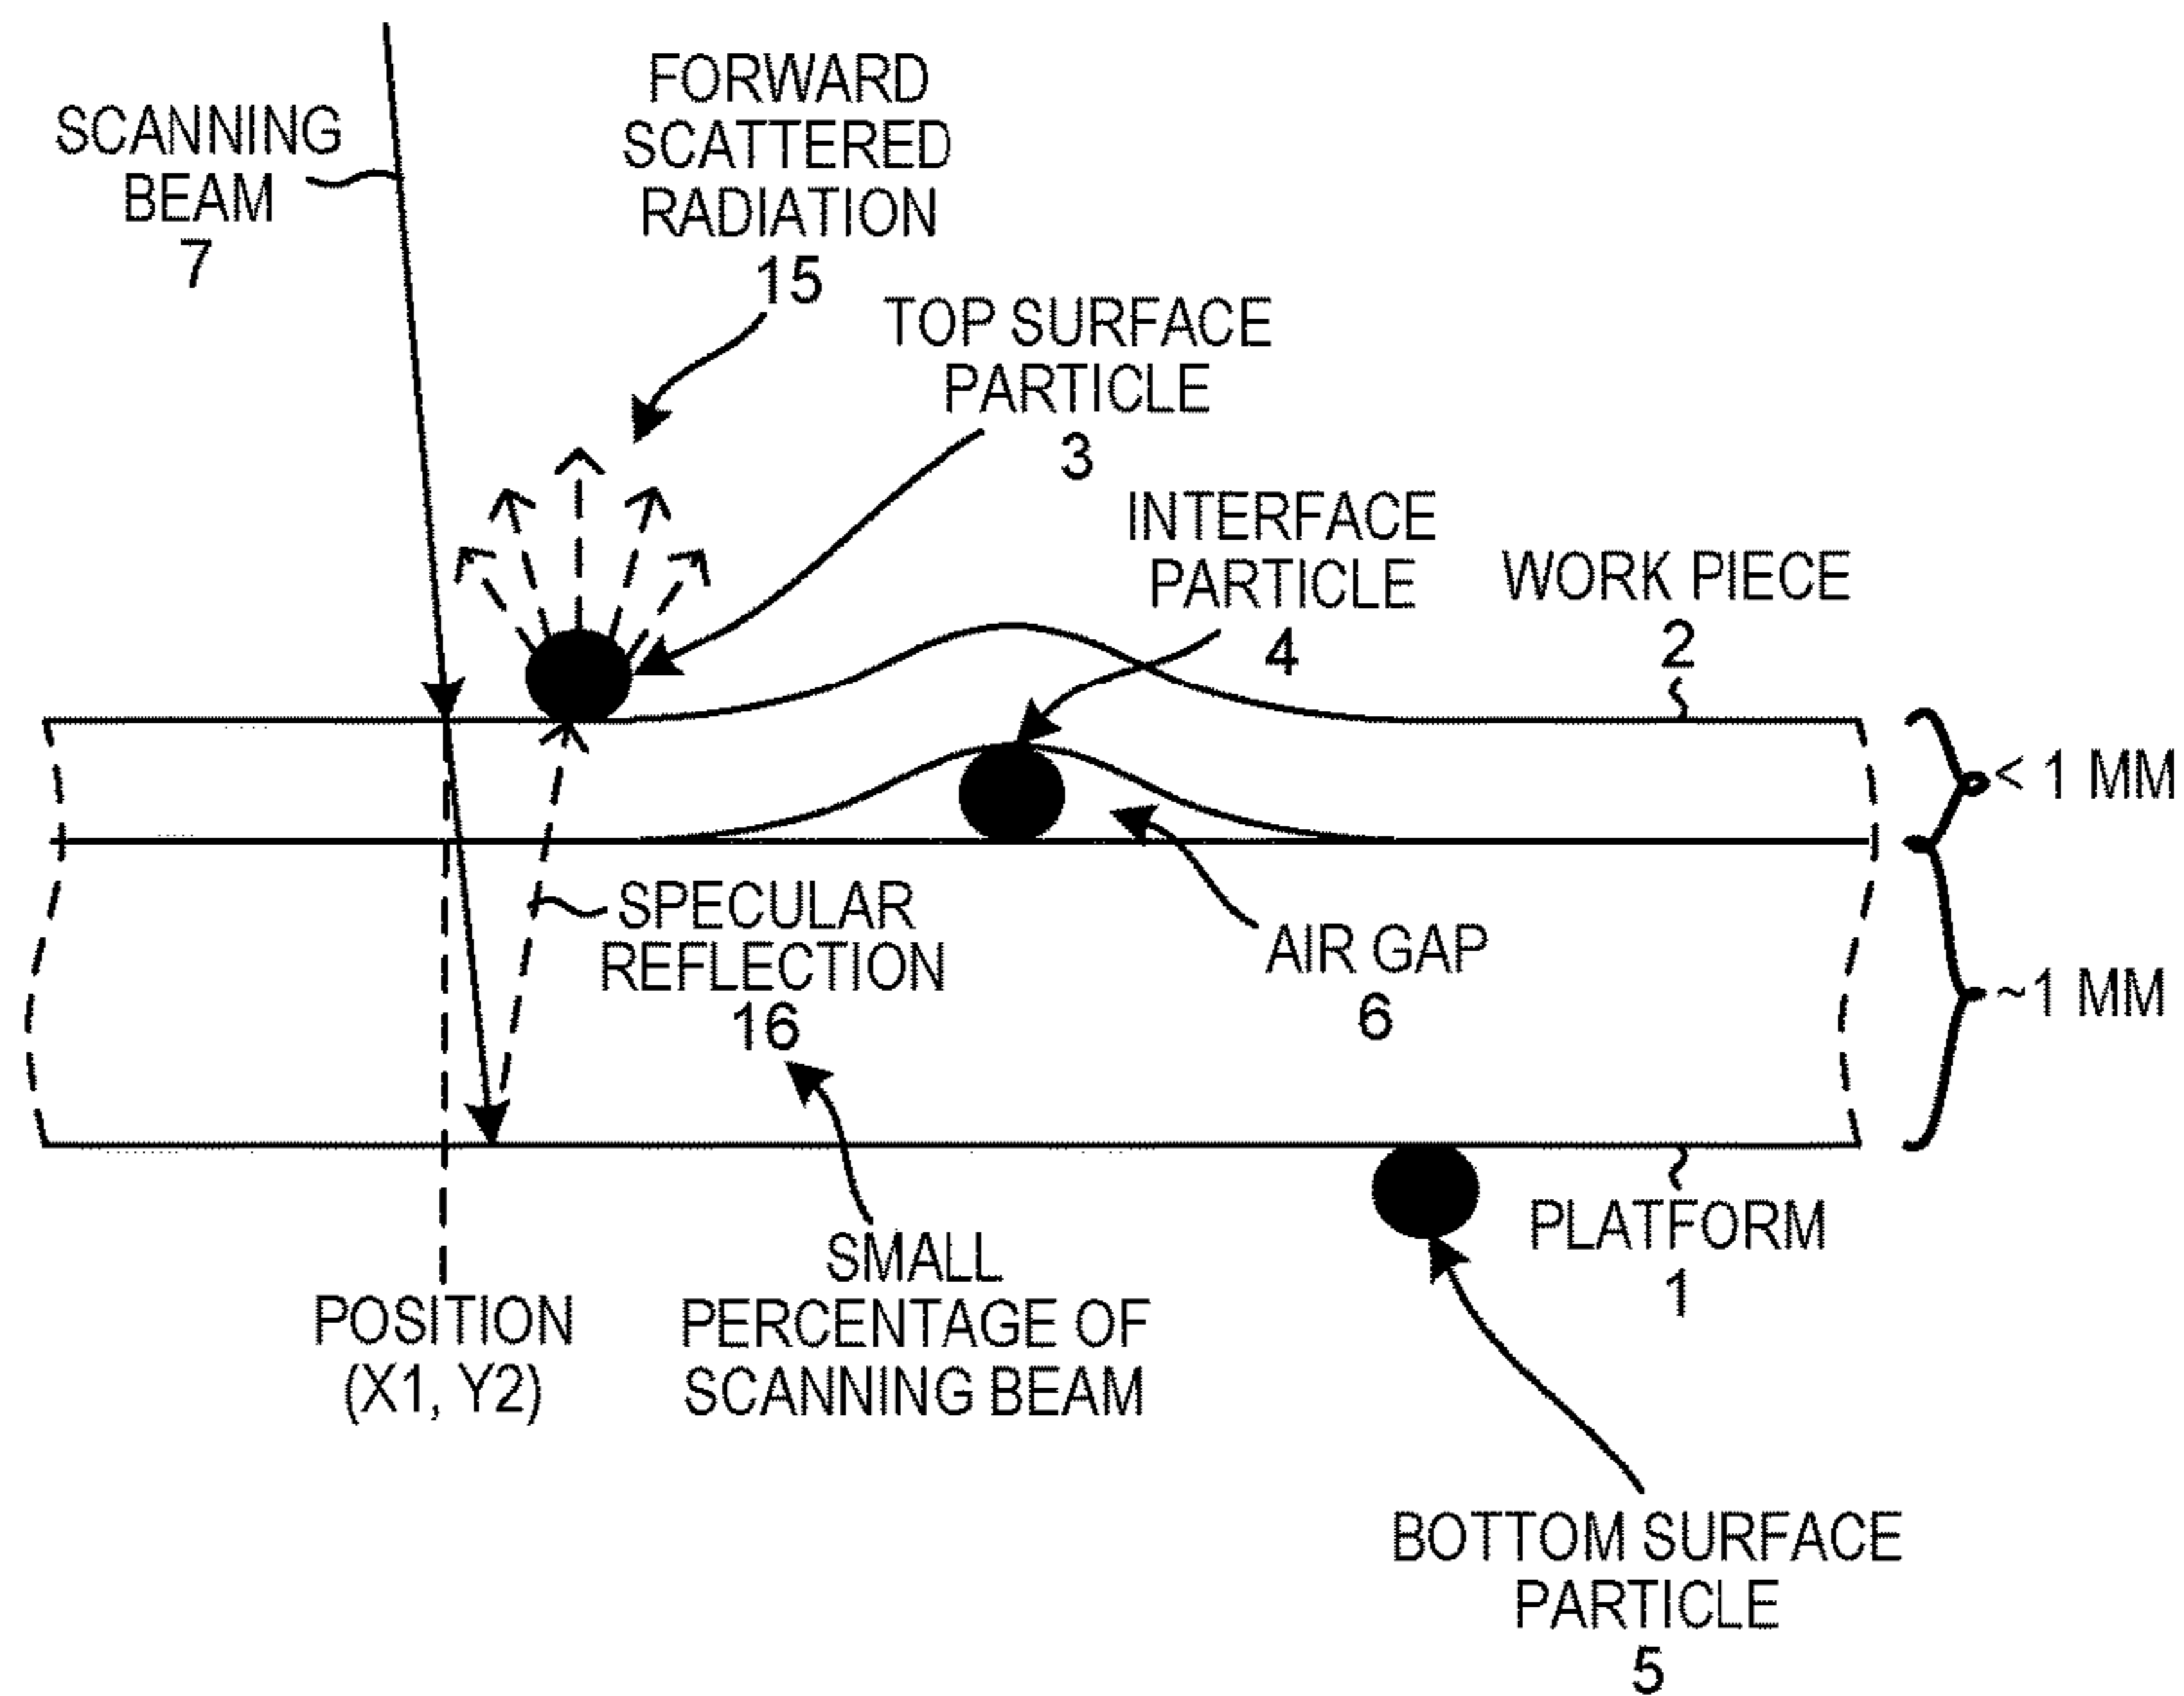 SCANNING
BEAM
7
FORWARD
SCATTERED
RADIATION
15
TOP SURFACE
PARTICLE
3
INTERFACE
PARTICLE
4
WORK PIECE
2
< 1 MM
SPECULAR
REFLECTION
16
AIR GAP
6
~1 MM
POSITION
(X1, Y2)
SMALL
PERCENTAGE OF
SCANNING BEAM
PLATFORM
1
BOTTOM SURFACE
PARTICLE
5